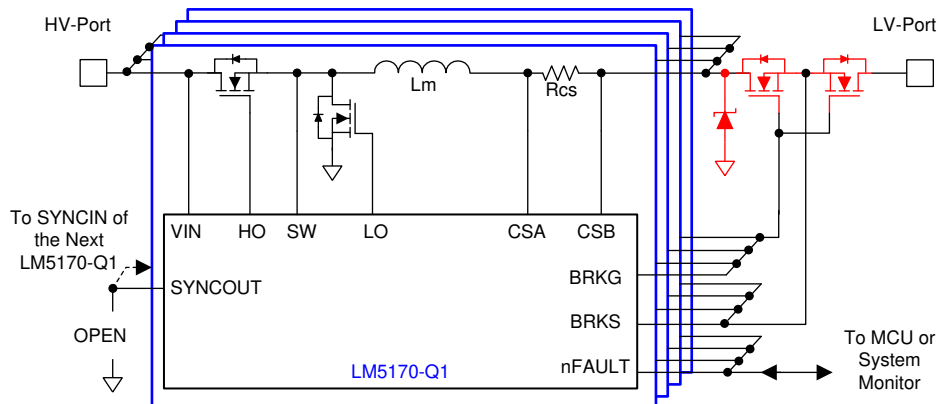 HV-Port
LV-Port
Lm
Rcs
To SYNCIN of
the Next
LM5170-Q1
VIN
HO
SW
LO
CSA
CSB
SYNCOUT
BRKG
OPEN
BRKS
nFAULT
LM5170-Q1
To MCU or
System
Monitor